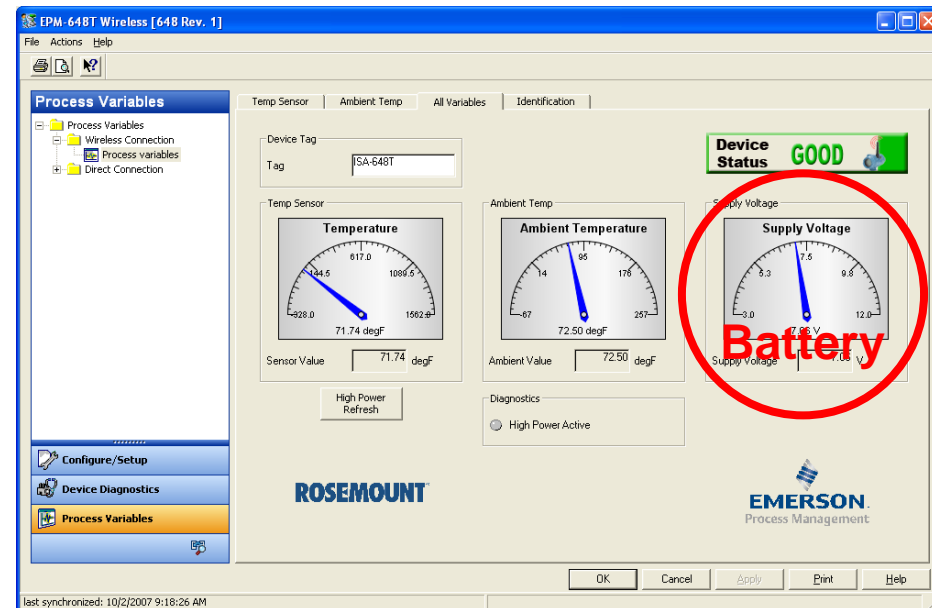 EPM-648T Wireless [648 Rev. 1]
File Actions Help
Process Variables
Process Variables
Wireless Connection
Process variables
Direct Connection
Configure/Setup
Device Diagnostics
Process Variables
Temp Sensor Ambient Temp All Variables Identification
Device Tag
Tag ISA-648T
Device Status GOOD
Temp Sensor
Temperature
617.0
144.5 1089.5
-328.0 1562.0
71.74 degF
Sensor Value 71.74 degF
High Power Refresh
Ambient Temp
Ambient Temperature
95
14 176
-67 257
72.50 degF
Ambient Value 72.50 degF
Diagnostics
High Power Active
Supply Voltage
Supply Voltage
7.5
5.3 9.8
3.0 12.0
V
Battery
Supply Voltage V
ROSEMOUNT
EMERSON.
Process Management
OK Cancel Apply Print Help
last synchronized: 10/2/2007 9:18:26 AM